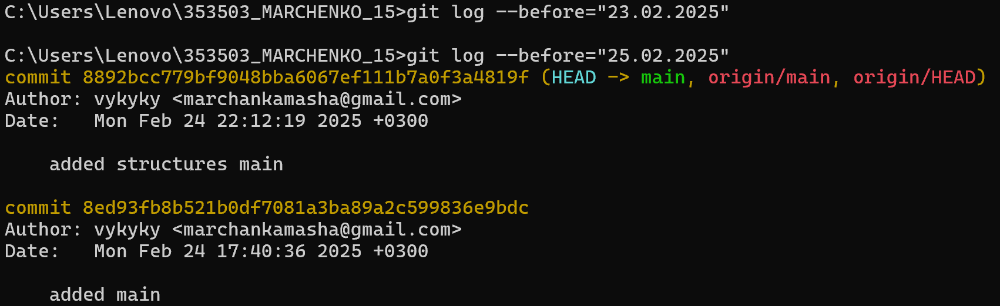 C:\Users\Lenovo\353503_MARCHENKO_15>git log --before="23.02.2025"
C:\Users\Lenovo\353503_MARCHENKO_15>git log --before="25.02.2025"
commit 8892bcc779bf9048bba6067ef111b7a0f3a4819f (HEAD -> main, origin/main, origin/HEAD)
Author: vykyky <marchankamasha@gmail.com>
Date:   Mon Feb 24 22:12:19 2025 +0300
    added structures main
commit 8ed93fb8b521b0df7081a3ba89a2c599836e9bdc
Author: vykyky <marchankamasha@gmail.com>
Date:   Mon Feb 24 17:40:36 2025 +0300
    added main